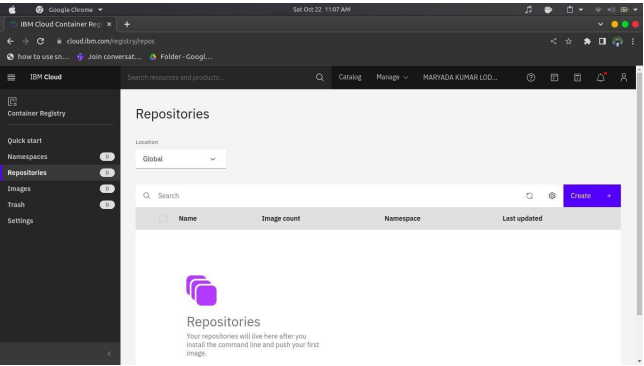 Google Chrome
Sat Oct 22 11:07 AM
IBM Cloud Container Reg
cloud.ibm.com/registry/repos
how to use sn...
Join conversat...
Folder - Googl...
IBM Cloud
Search resources and products...
Catalog
Manage
MARYADA KUMAR LOD...
Container Registry
Quick start
Namespaces 0
Repositories 0
Images 0
Trash 0
Settings
Repositories
Location
Global
Search
Create +
Name Image count Namespace Last updated
Repositories
Your repositories will live here after you
install the command line and push your first
image.